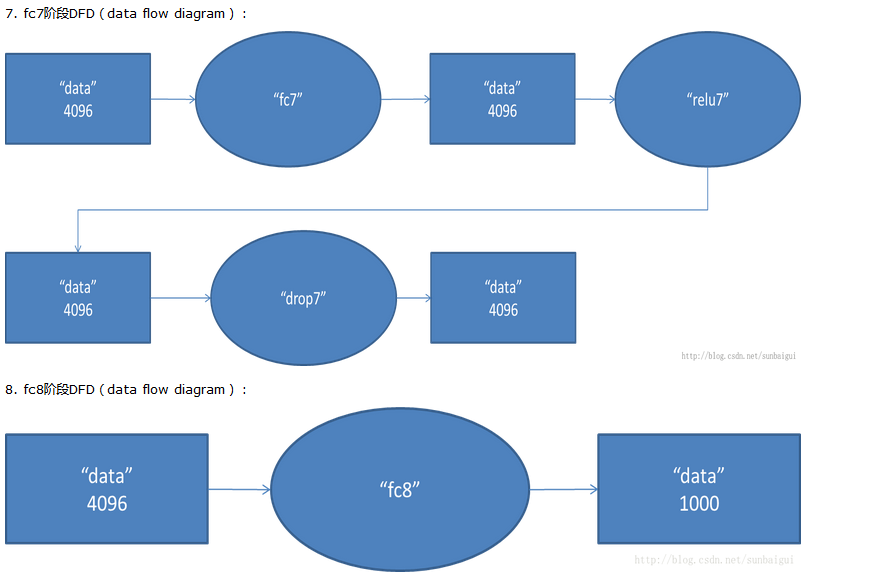 7. fc7阶段DFD（data flow diagram）：
“data”
4096
“fc7”
“data”
4096
“relu7”
“data”
4096
“drop7”
“data”
4096
http://blog.csdn.net/sunbaigui
8. fc8阶段DFD（data flow diagram）：
“data”
4096
“fc8”
“data”
1000
http://blog.csdn.net/sunbaigui